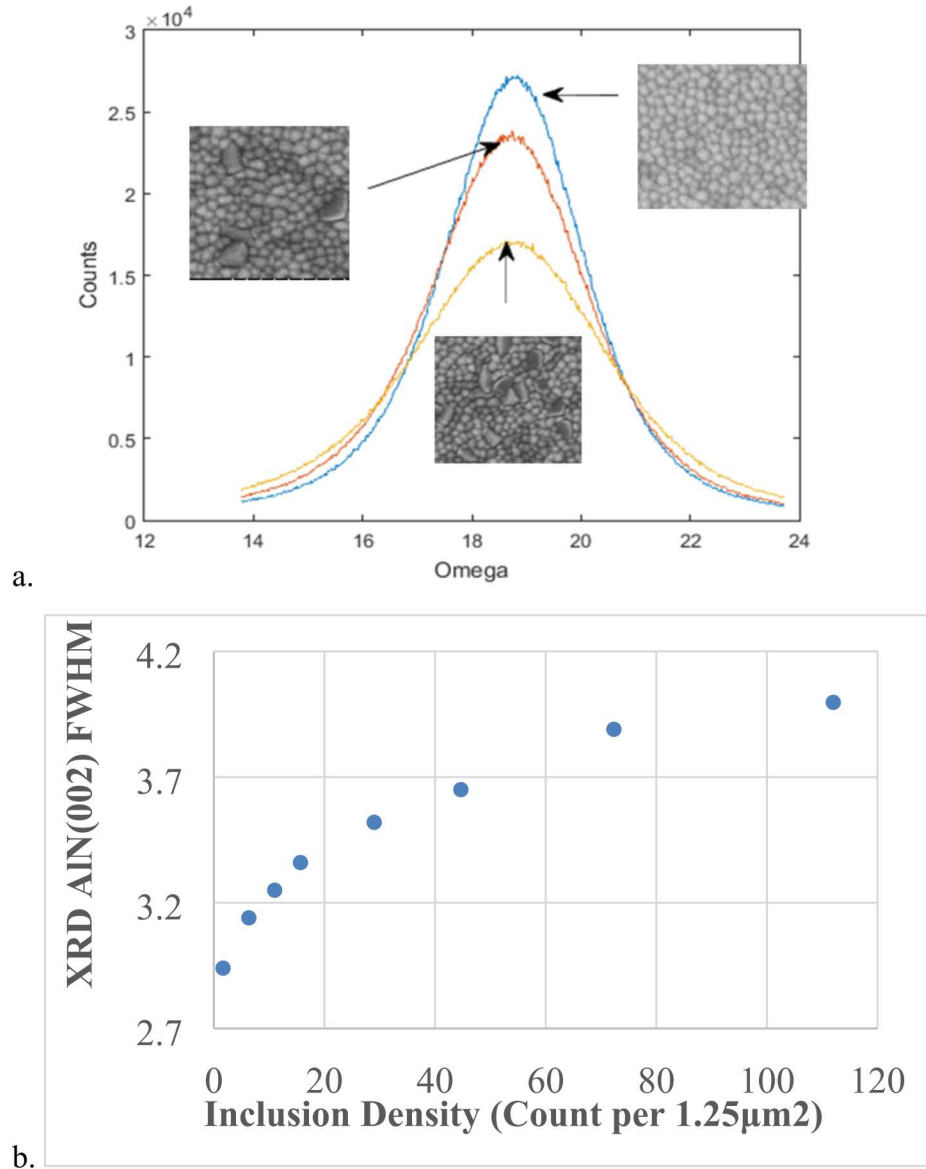 ×10⁴
3
2.5
2
1.5
1
0.5
0
Counts
12 14 16 18 20 22 24
Omega
a.
XRD AlN(002) FWHM
4.2
3.7
3.2
2.7
0 20 40 60 80 100 120
Inclusion Density (Count per 1.25μm2)
b.